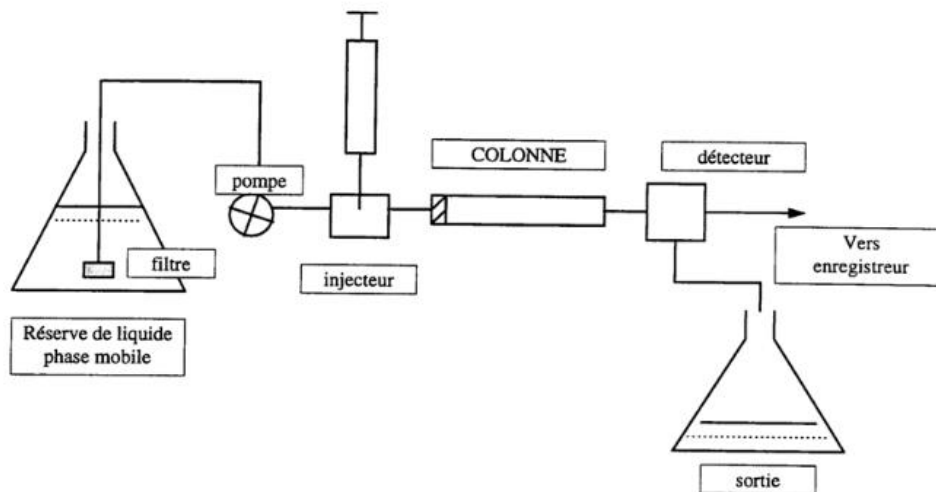 COLONNE
détecteur
pompe
filtre
injecteur
Vers
enregistreur
Réserve de liquide
phase mobile
sortie